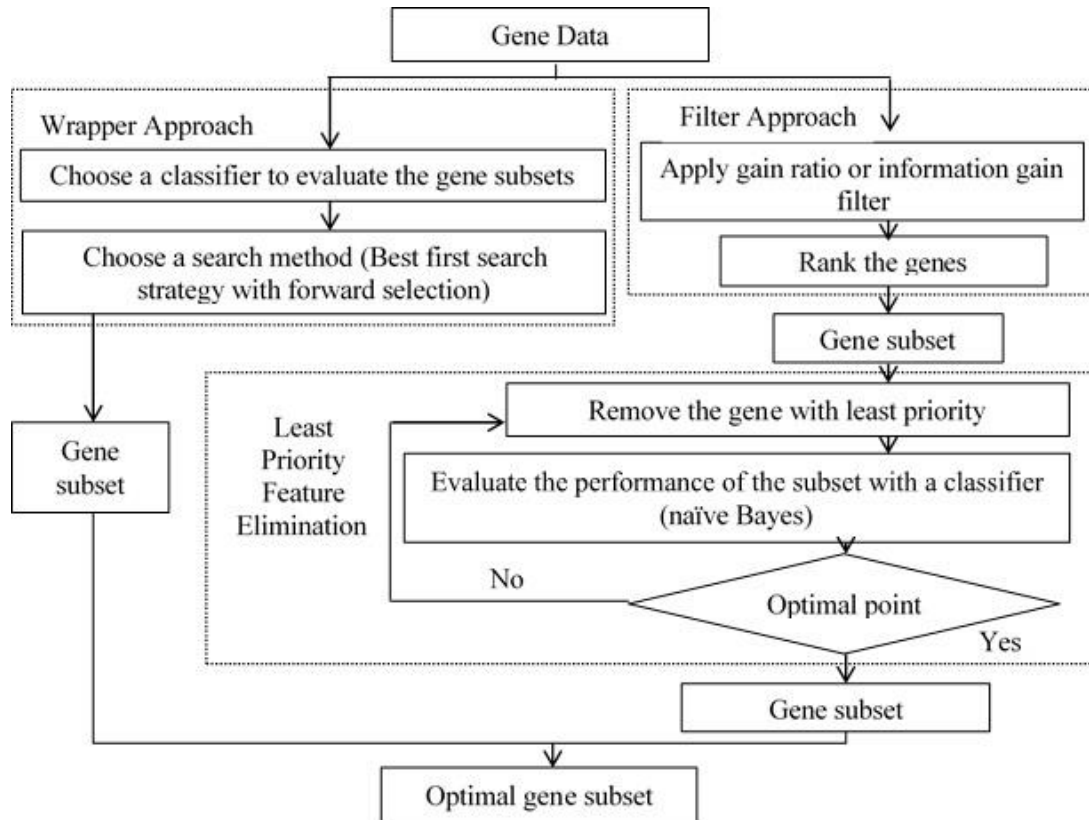 Gene Data
Wrapper Approach
Choose a classifier to evaluate the gene subsets
Choose a search method (Best first search
strategy with forward selection)
Gene
subset
Filter Approach
Apply gain ratio or information gain
filter
Rank the genes
Gene subset
Least
Priority
Feature
Elimination
Remove the gene with least priority
Evaluate the performance of the subset with a classifier
(naïve Bayes)
Optimal point
No
Yes
Gene subset
Optimal gene subset